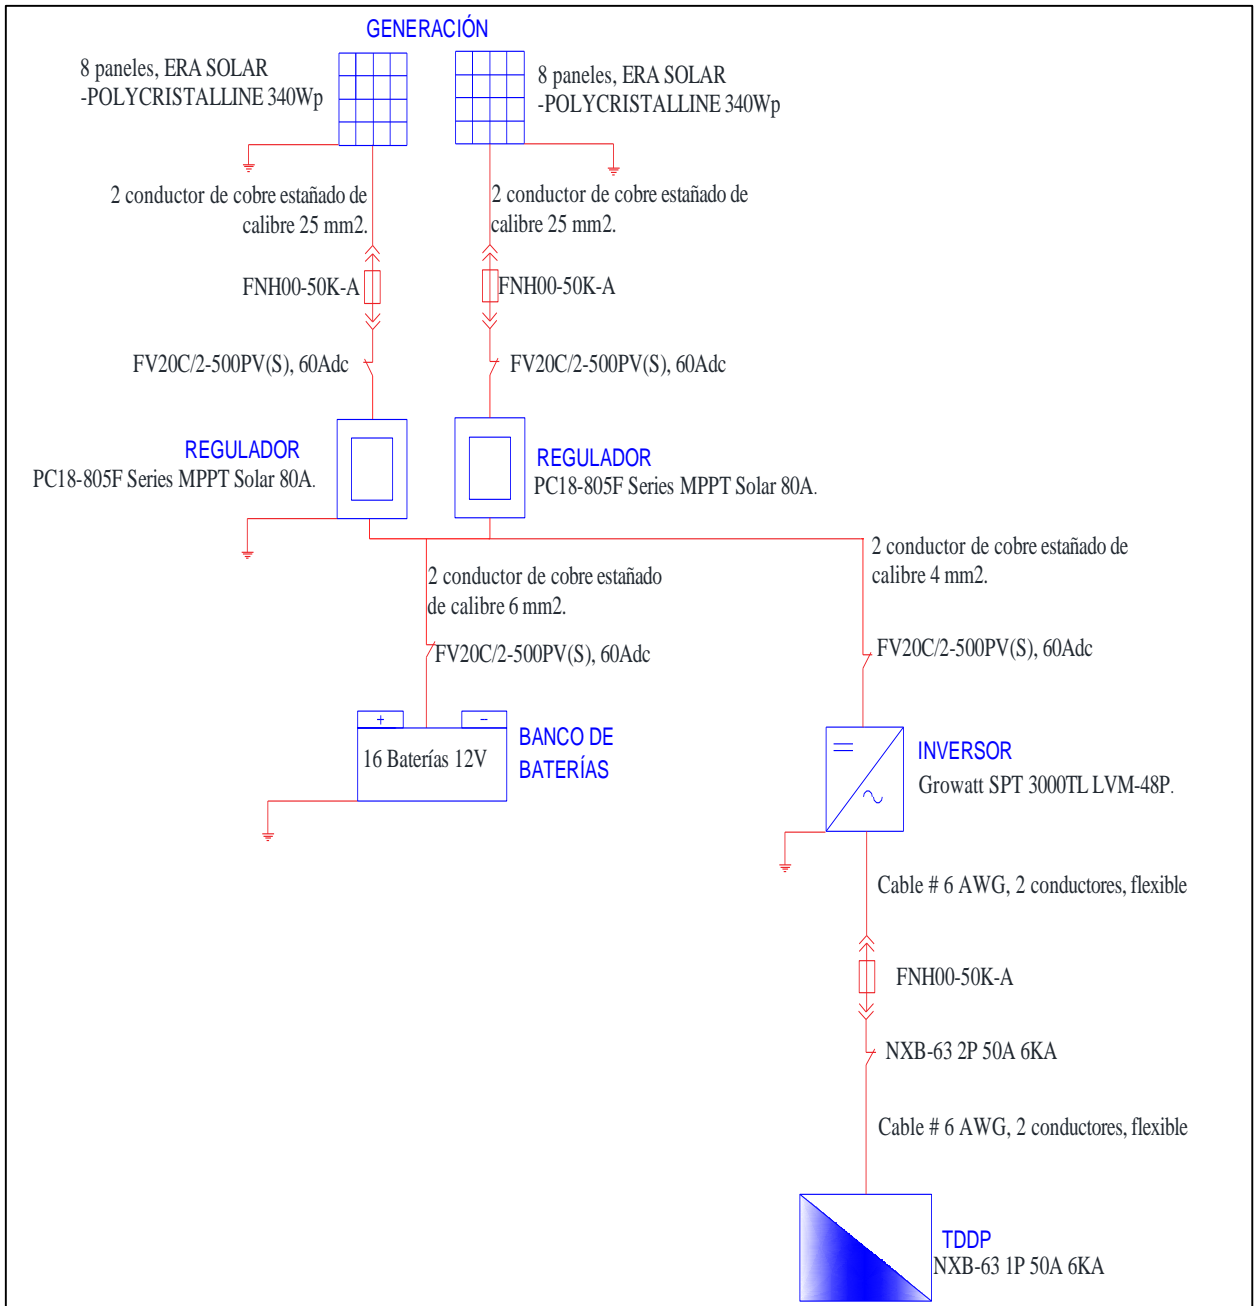 GENERACIÓN
8 paneles, ERA SOLAR
-POLYCRISTALLINE 340Wp
8 paneles, ERA SOLAR
-POLYCRISTALLINE 340Wp
2 conductor de cobre estañado de
calibre 25 mm2.
2 conductor de cobre estañado de
calibre 25 mm2.
FNH00-50K-A
FNH00-50K-A
FV20C/2-500PV(S), 60Adc
FV20C/2-500PV(S), 60Adc
REGULADOR
PC18-805F Series MPPT Solar 80A.
REGULADOR
PC18-805F Series MPPT Solar 80A.
2 conductor de cobre estañado de
calibre 4 mm2.
2 conductor de cobre estañado
de calibre 6 mm2.
FV20C/2-500PV(S), 60Adc
FV20C/2-500PV(S), 60Adc
+ −
16 Baterías 12V
BANCO DE
BATERÍAS
INVERSOR
Growatt SPT 3000TL LVM-48P.
Cable # 6 AWG, 2 conductores, flexible
FNH00-50K-A
NXB-63 2P 50A 6KA
Cable # 6 AWG, 2 conductores, flexible
TDDP
NXB-63 1P 50A 6KA